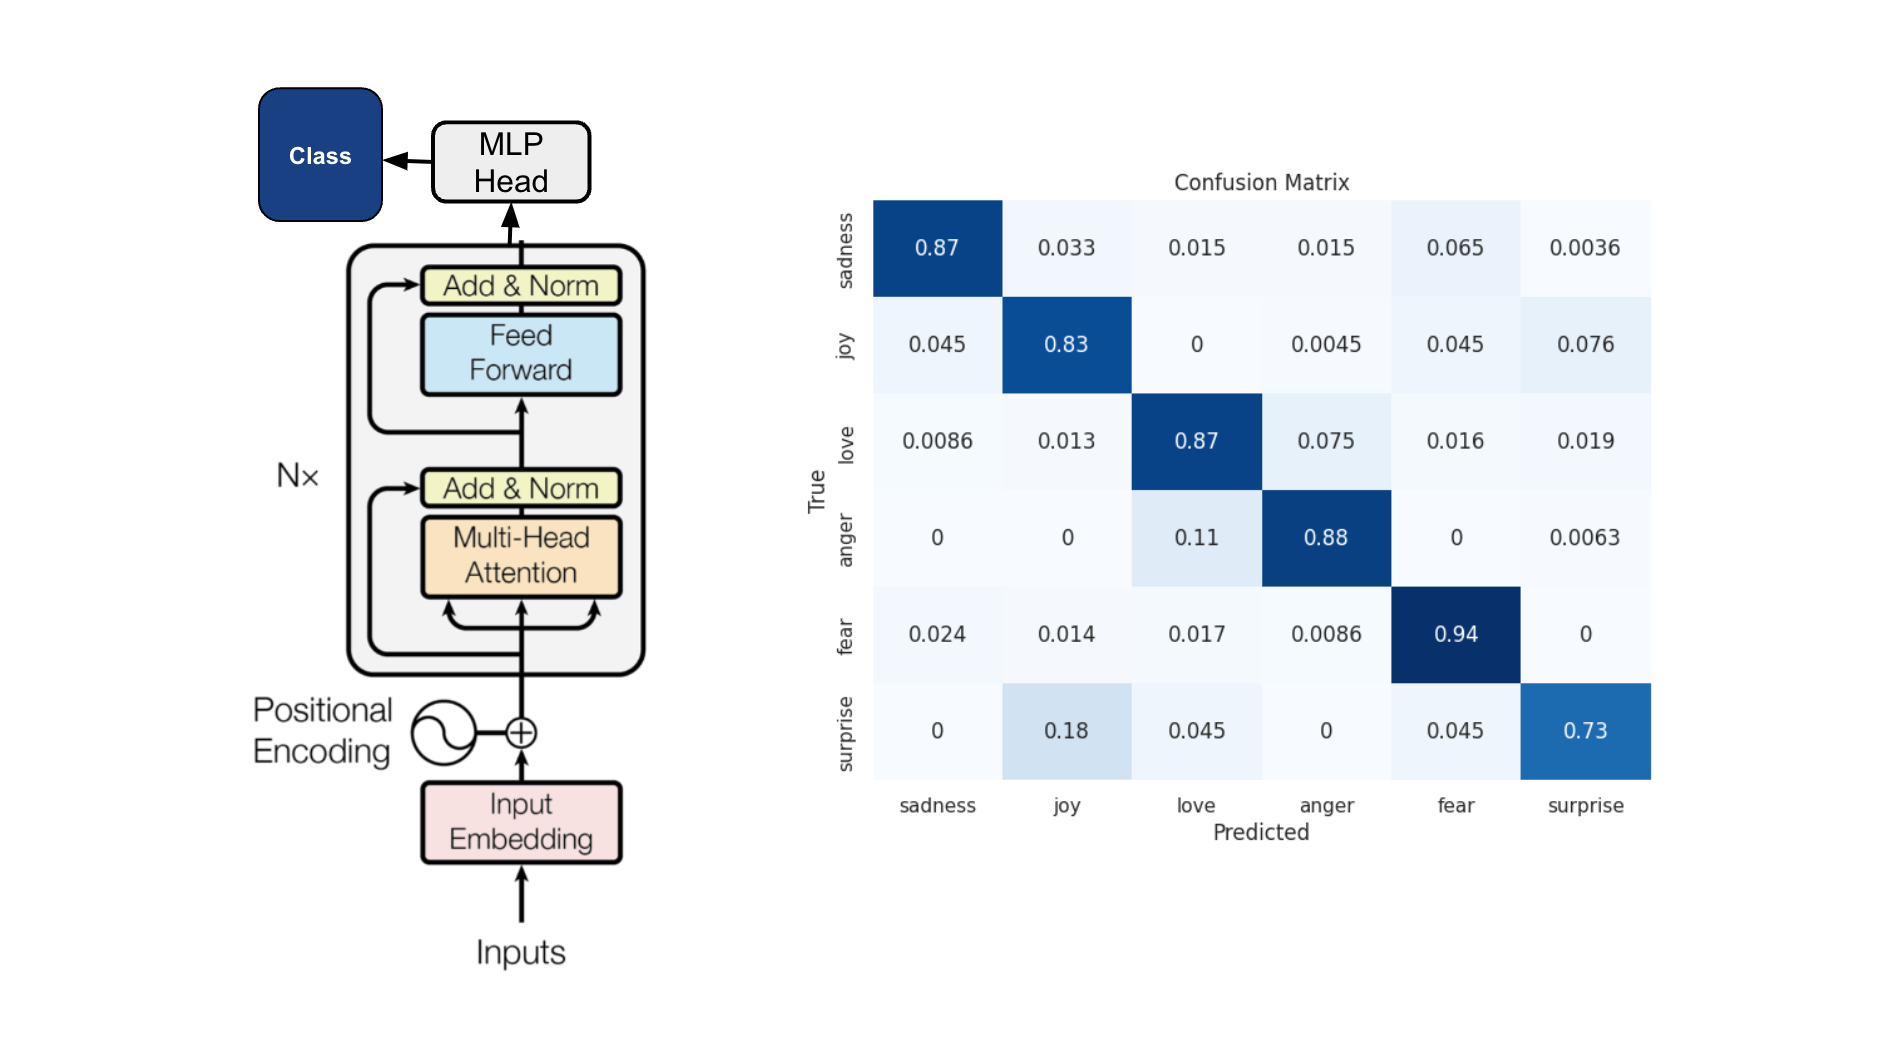 Class
MLP
Head
Add & Norm
Feed
Forward
Nx
Add & Norm
Multi-Head
Attention
Positional
Encoding
Input
Embedding
Inputs
Confusion Matrix
True
sadness 0.87 0.033 0.015 0.015 0.065 0.0036
joy 0.045 0.83 0 0.0045 0.045 0.076
love 0.0086 0.013 0.87 0.075 0.016 0.019
anger 0 0 0.11 0.88 0 0.0063
fear 0.024 0.014 0.017 0.0086 0.94 0
surprise 0 0.18 0.045 0 0.045 0.73
sadness joy love anger fear surprise
Predicted